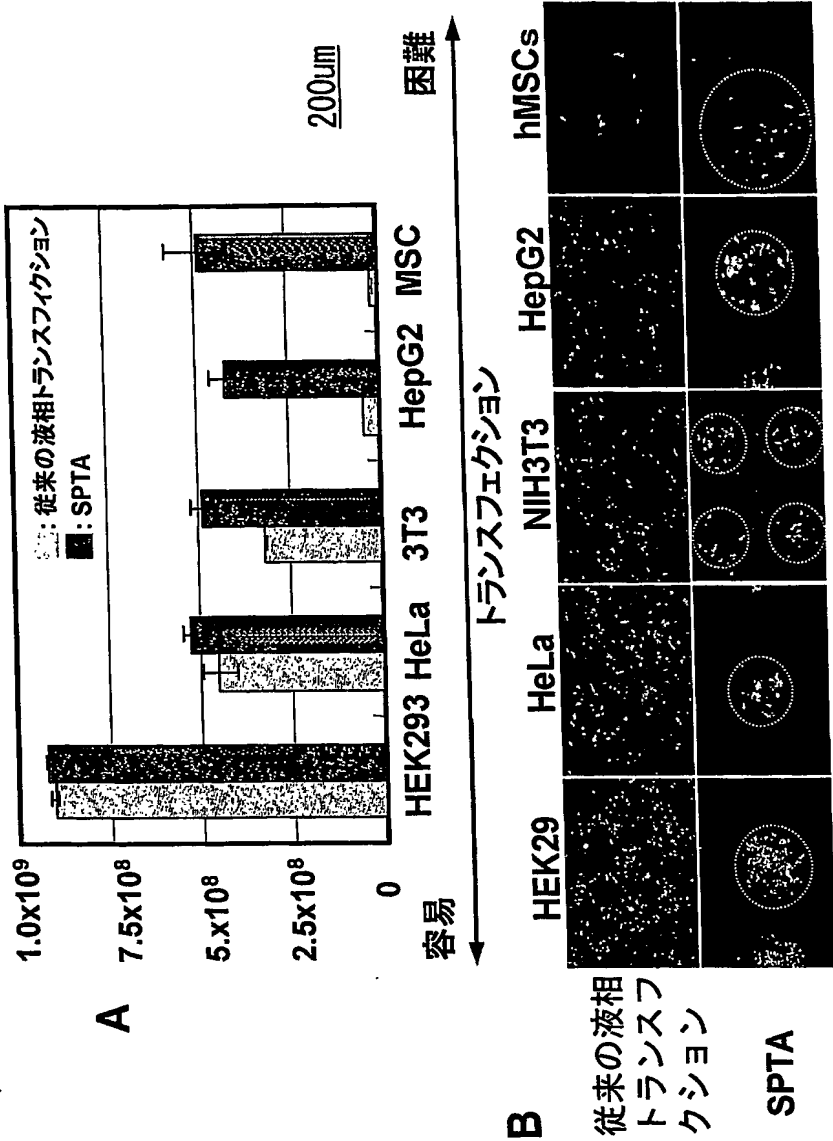 A
1.0x10⁹
7.5x10⁸
5.x10⁸
2.5x10⁸
0
: 従来の液相トランスフィクション
: SPTA
HEK293 HeLa 3T3 HepG2 MSC
200um
容易
トランスフェクション
困難
B
HEK29 HeLa NIH3T3 HepG2 hMSCs
従来の液相
トランスフ
クション
SPTA